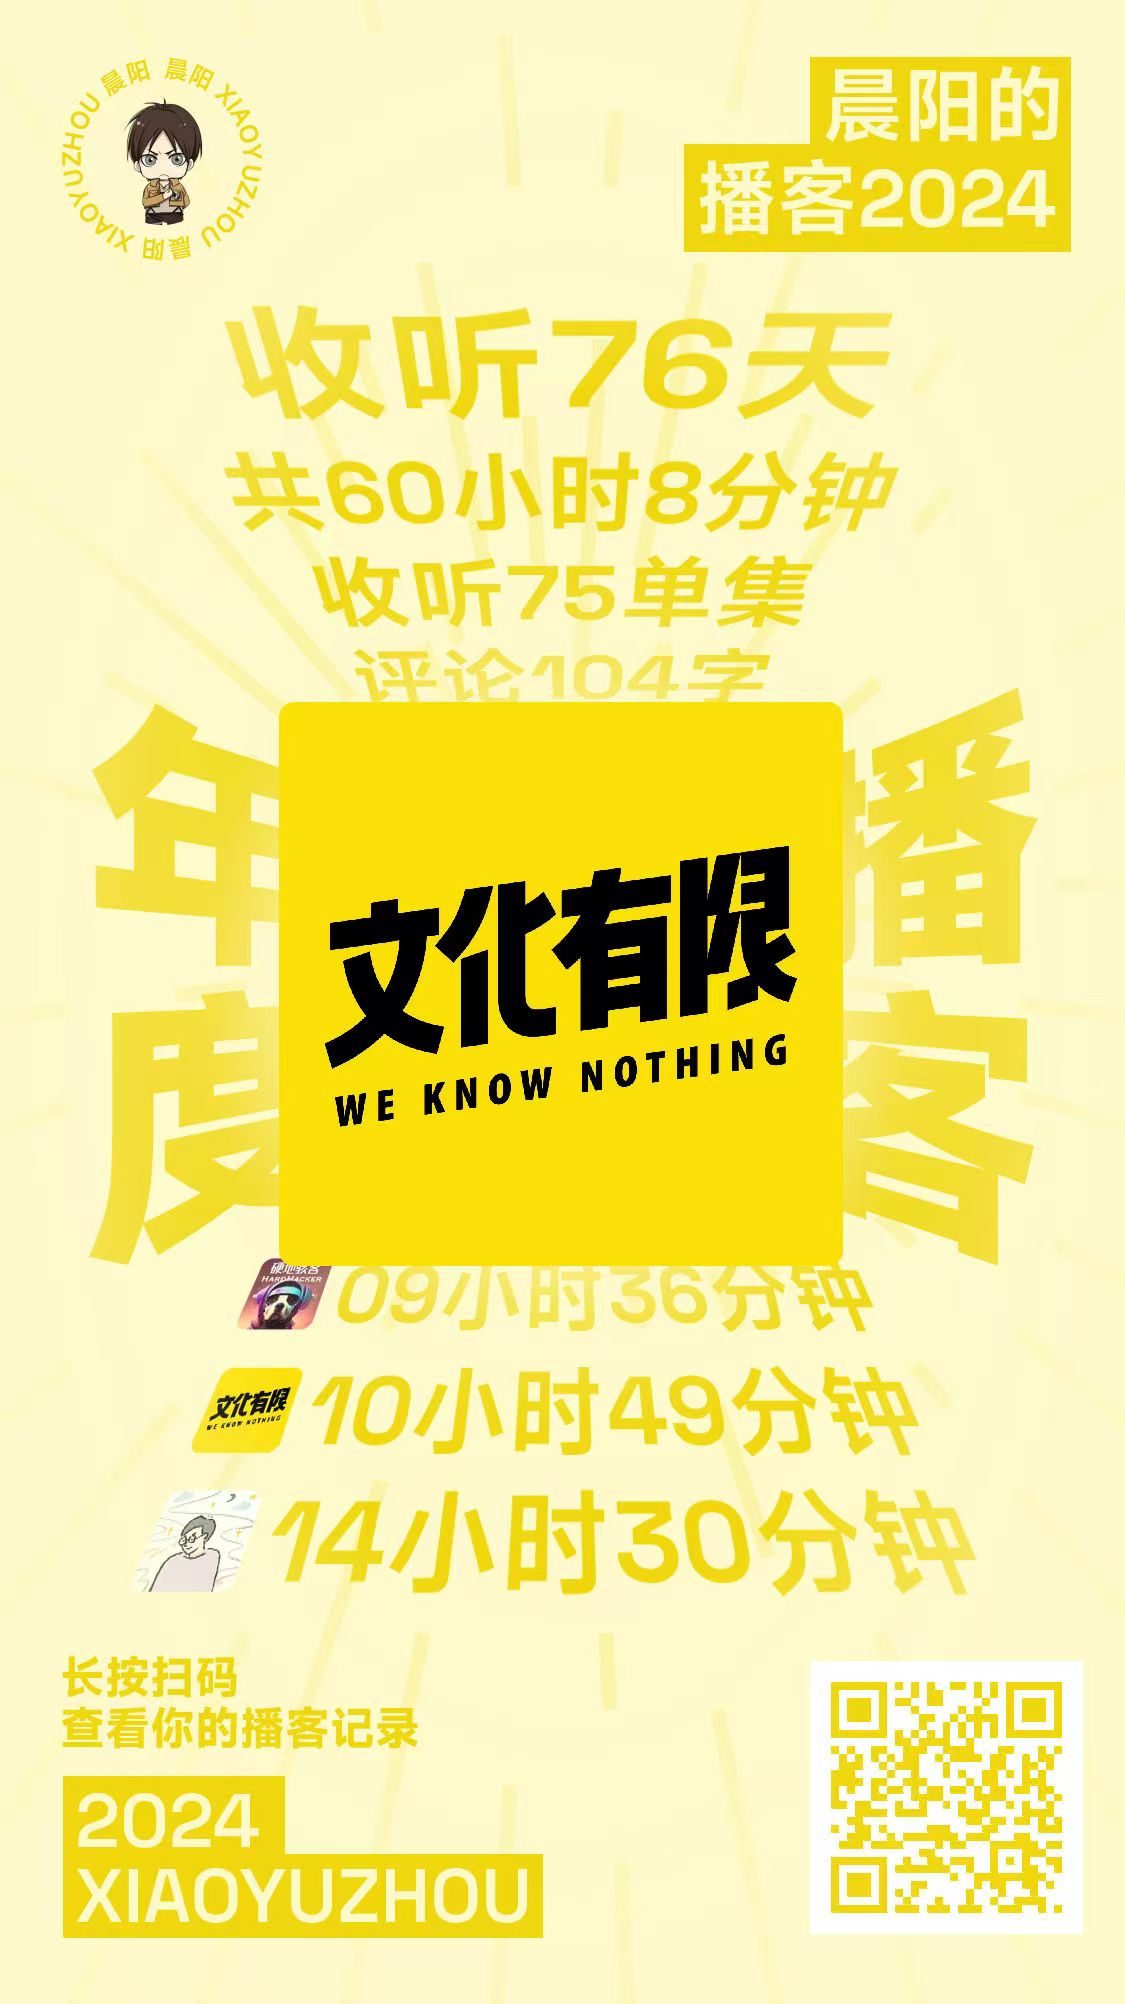 晨阳 XIAOYUZHOU 晨阳 XIAOYUZHOU
晨阳的
播客2024
收听76天
共60小时8分钟
收听75单集
评论104字
年度播客
文化有限
WE KNOW NOTHING
硬地骇客
HARDHACKER
09小时36分钟
文化有限
WE KNOW NOTHING
10小时49分钟
14小时30分钟
长按扫码
查看你的播客记录
2024
XIAOYUZHOU